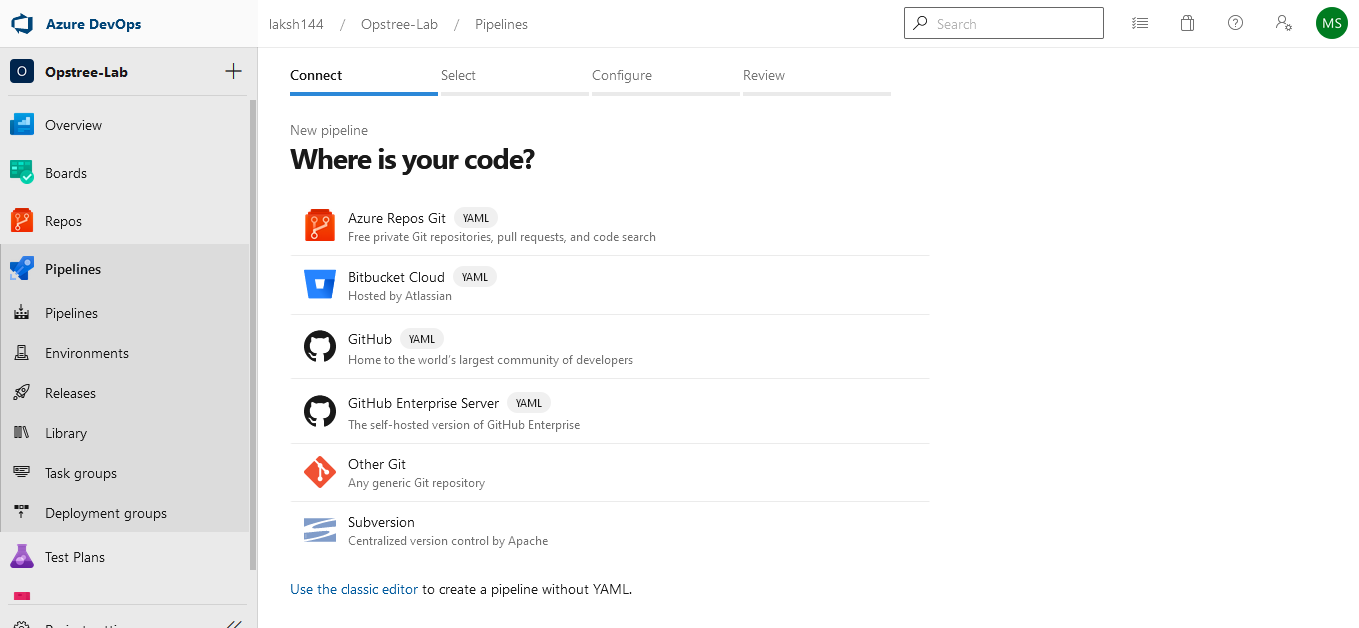 Azure DevOps
laksh144 / Opstree-Lab / Pipelines
Search
MS
O Opstree-Lab
Overview
Boards
Repos
Pipelines
Pipelines
Environments
Releases
Library
Task groups
Deployment groups
Test Plans
Connect
Select
Configure
Review
New pipeline
Where is your code?
Azure Repos Git YAML
Free private Git repositories, pull requests, and code search
Bitbucket Cloud YAML
Hosted by Atlassian
GitHub YAML
Home to the world's largest community of developers
GitHub Enterprise Server YAML
The self-hosted version of GitHub Enterprise
Other Git
Any generic Git repository
Subversion
Centralized version control by Apache
Use the classic editor to create a pipeline without YAML.